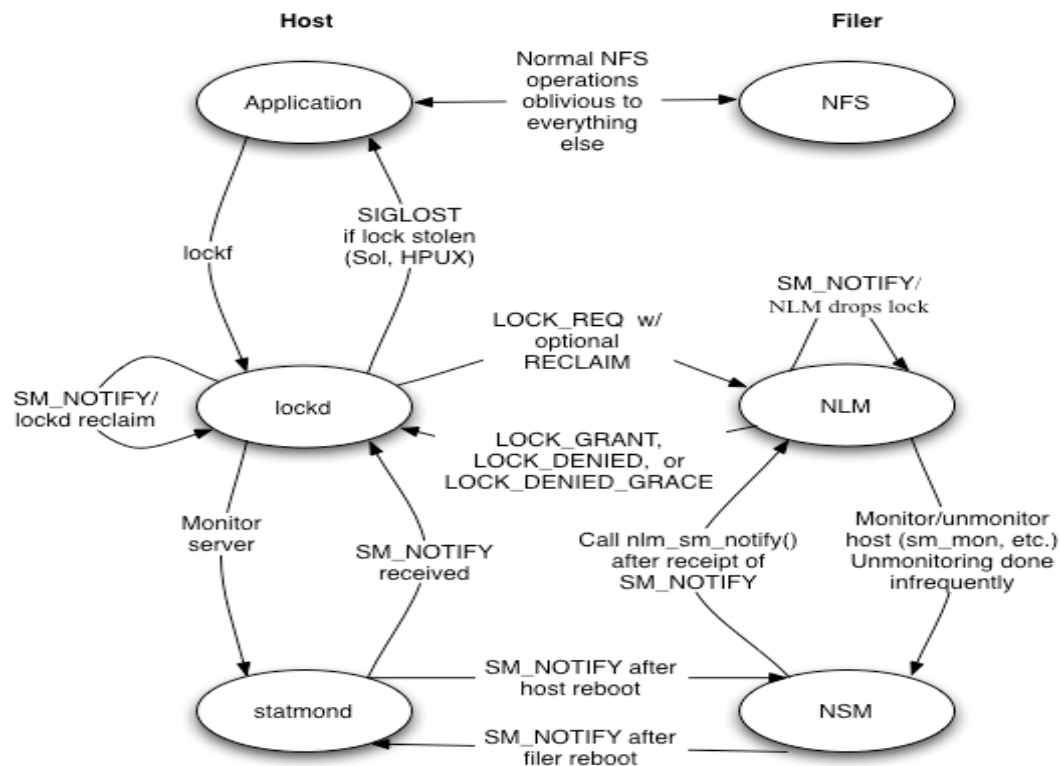 Host
Filer
Application
Normal NFS
operations
oblivious to
everything
else
NFS
lockf
SIGLOST
if lock stolen
(Sol, HPUX)
SM_NOTIFY/
NLM drops lock
LOCK_REQ w/
optional
RECLAIM
SM_NOTIFY/
lockd reclaim
lockd
NLM
LOCK_GRANT,
LOCK_DENIED, or
LOCK_DENIED_GRACE
Monitor
server
SM_NOTIFY
received
Call nlm_sm_notify()
after receipt of
SM_NOTIFY
Monitor/unmonitor
host (sm_mon, etc.)
Unmonitoring done
infrequently
statmond
SM_NOTIFY after
host reboot
NSM
SM_NOTIFY after
filer reboot